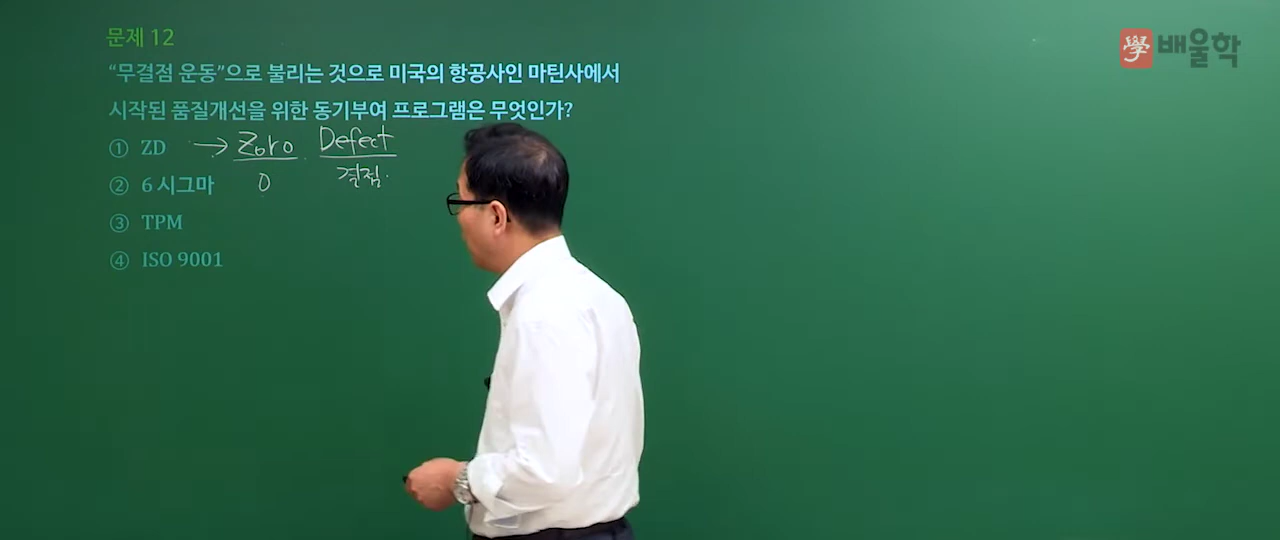 문제 12
學 배울학
“무결점 운동”으로 불리는 것으로 미국의 항공사인 마틴사에서
시작된 품질개선을 위한 동기부여 프로그램은 무엇인가?
① ZD → Zero Defect
② 6 시그마 0 결점.
③ TPM
④ ISO 9001